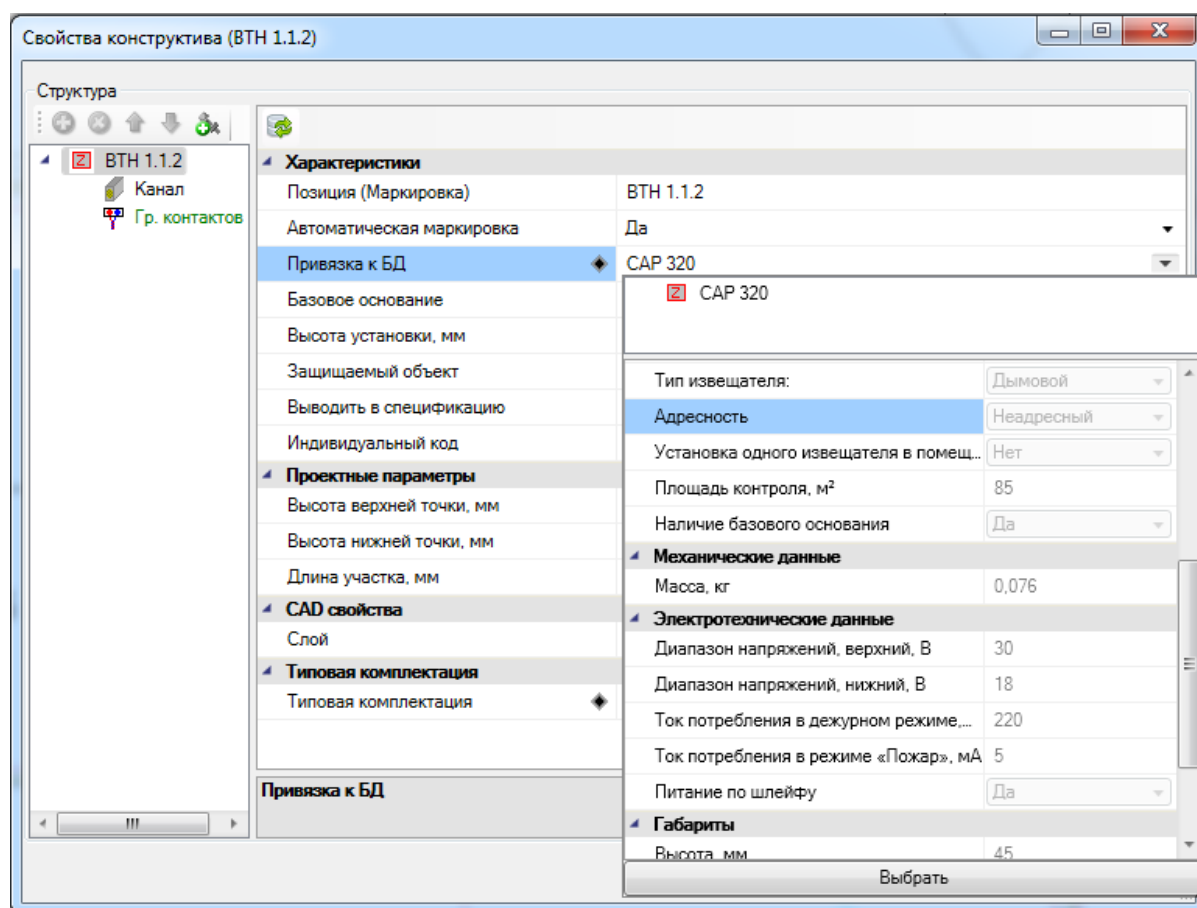 Свойства конструктива (BTH 1.1.2)
Структура
BTH 1.1.2
Канал
Гр. контактов
Характеристики
Позиция (Маркировка) BTH 1.1.2
Автоматическая маркировка Да
Привязка к БД CAP 320
Базовое основание
Высота установки, мм
Защищаемый объект
Выводить в спецификацию
Индивидуальный код
Проектные параметры
Высота верхней точки, мм
Высота нижней точки, мм
Длина участка, мм
CAD свойства
Слой
Типовая комплектация
Типовая комплектация
Привязка к БД
CAP 320
Тип извещателя: Дымовой
Адресность Неадресный
Установка одного извещателя в помещ... Нет
Площадь контроля, м² 85
Наличие базового основания Да
Механические данные
Масса, кг 0,076
Электротехнические данные
Диапазон напряжений, верхний, В 30
Диапазон напряжений, нижний, В 18
Ток потребления в дежурном режиме,... 220
Ток потребления в режиме «Пожар», мА 5
Питание по шлейфу Да
Габариты
Высота, мм 45
Выбрать